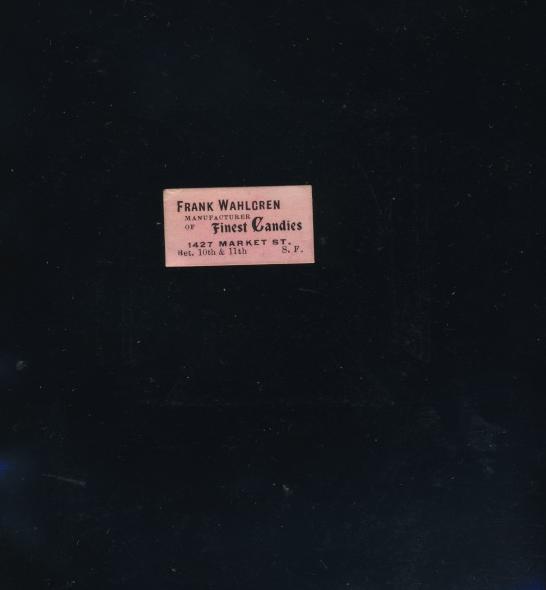 FRANK WAHLGREN
MANUFACTURER
OF Finest Candies
1427 MARKET ST.
Bet. 10th & 11th S. F.